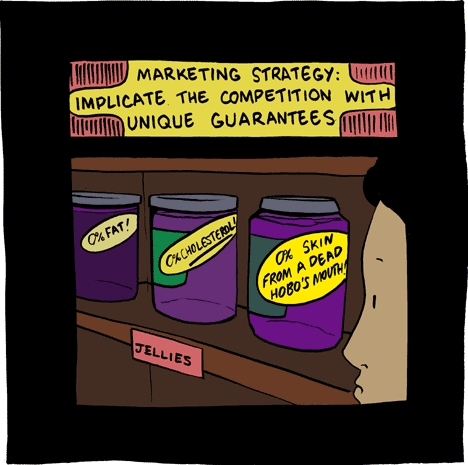 MARKETING STRATEGY:
IMPLICATE THE COMPETITION WITH
UNIQUE GUARANTEES
0% FAT!
0% CHOLESTEROL!
0% SKIN
FROM A DEAD
HOBO'S MOUTH!
JELLIES